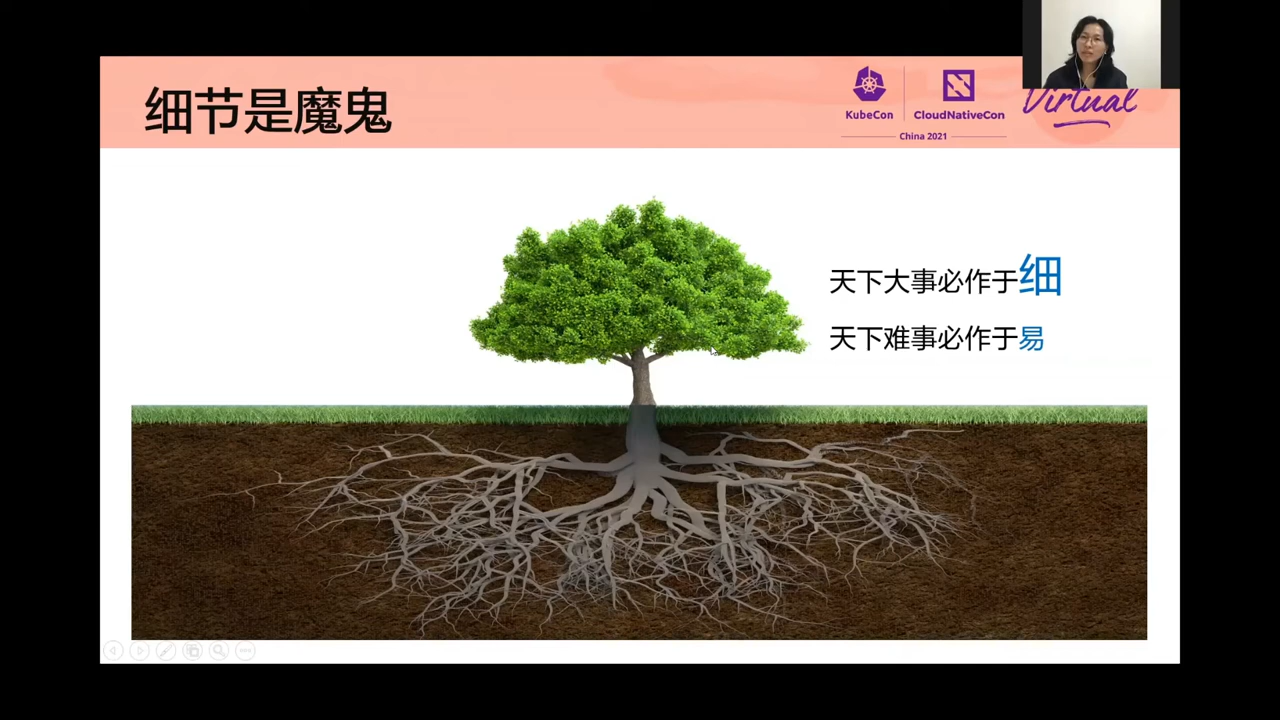 细节是魔鬼
KubeCon
CloudNativeCon
China 2021
Virtual
天下大事必作于细
天下难事必作于易